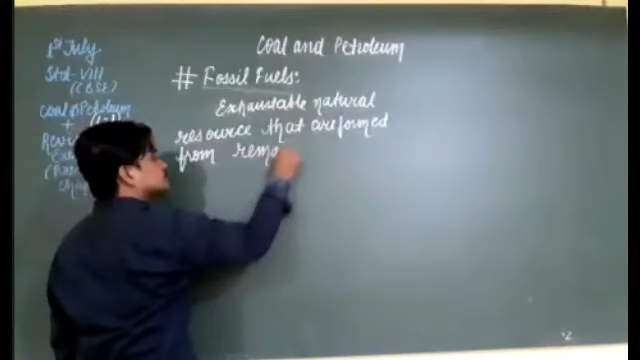 1st July
Std-VIII
(CBSE)
Coal & Petroleum
+
Coal and Petroleum
# Fossil Fuels:
Exhaustable natural
resource that are formed
from rema